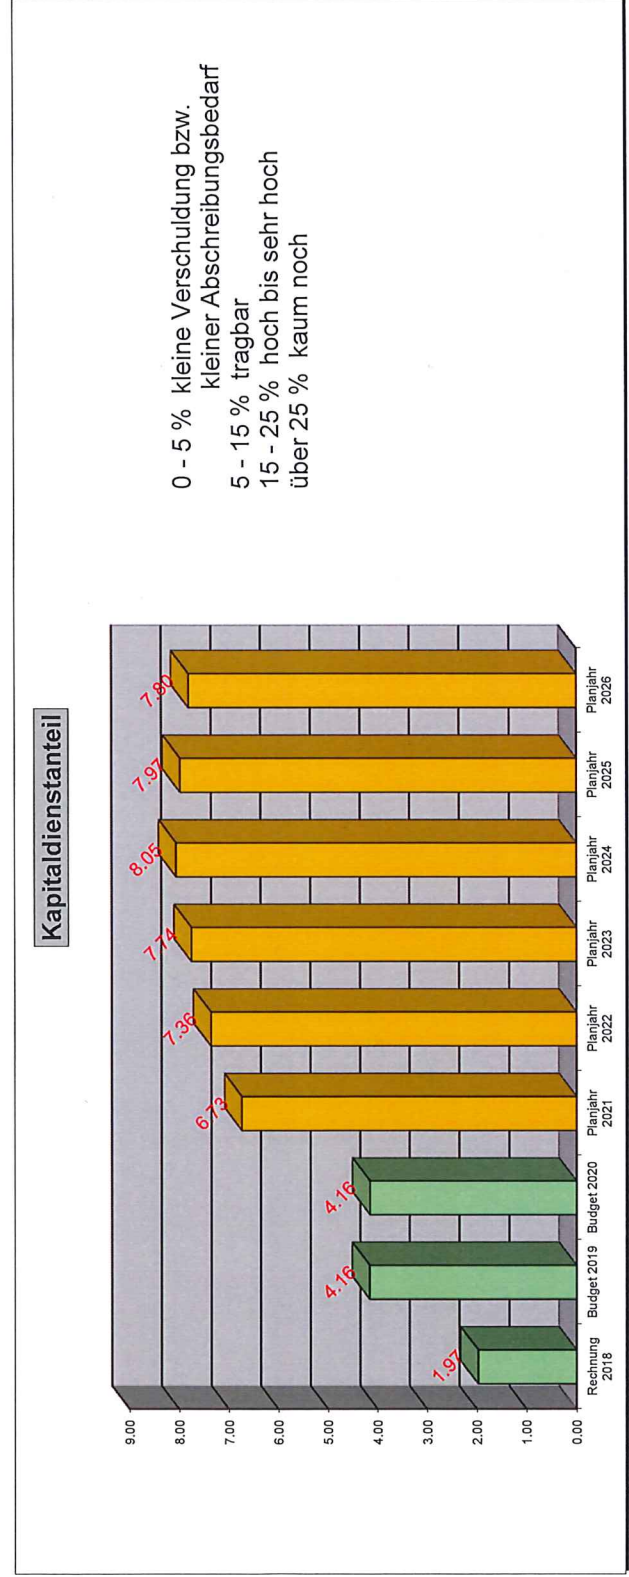 Kapitaldienstanteil
0 - 5 % kleine Verschuldung bzw.
kleiner Abschreibungsbedarf
5 - 15 % tragbar
15 - 25 % hoch bis sehr hoch
über 25 % kaum noch
9.00
8.00
7.00
6.00
5.00
4.00
3.00
2.00
1.00
0.00
1.97
4.16
4.16
6.73
7.36
7.74
8.05
7.97
7.80
Rechnung
2018
Budget 2019
Budget 2020
Planjahr
2021
Planjahr
2022
Planjahr
2023
Planjahr
2024
Planjahr
2025
Planjahr
2026